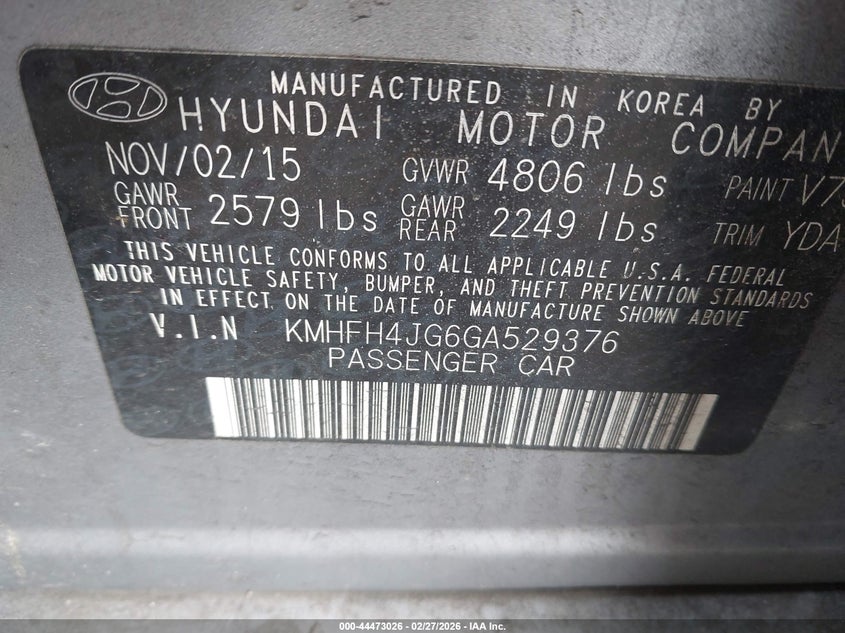 MANUFACTURED IN KOREA BY
HYUNDAI MOTOR COMPAN
NOV/02/15 GVWR 4806 lbs PAINT V7
GAWR FRONT 2579 lbs GAWR REAR 2249 lbs TRIM YDA
THIS VEHICLE CONFORMS TO ALL APPLICABLE U.S.A. FEDERAL
MOTOR VEHICLE SAFETY, BUMPER, AND THEFT PREVENTION STANDARDS
IN EFFECT ON THE DATE OF MANUFACTURE SHOWN ABOVE
V.I.N KMHFH4JG6GA529376
PASSENGER CAR
000-44473026 - 02/27/2026 - IAA Inc.